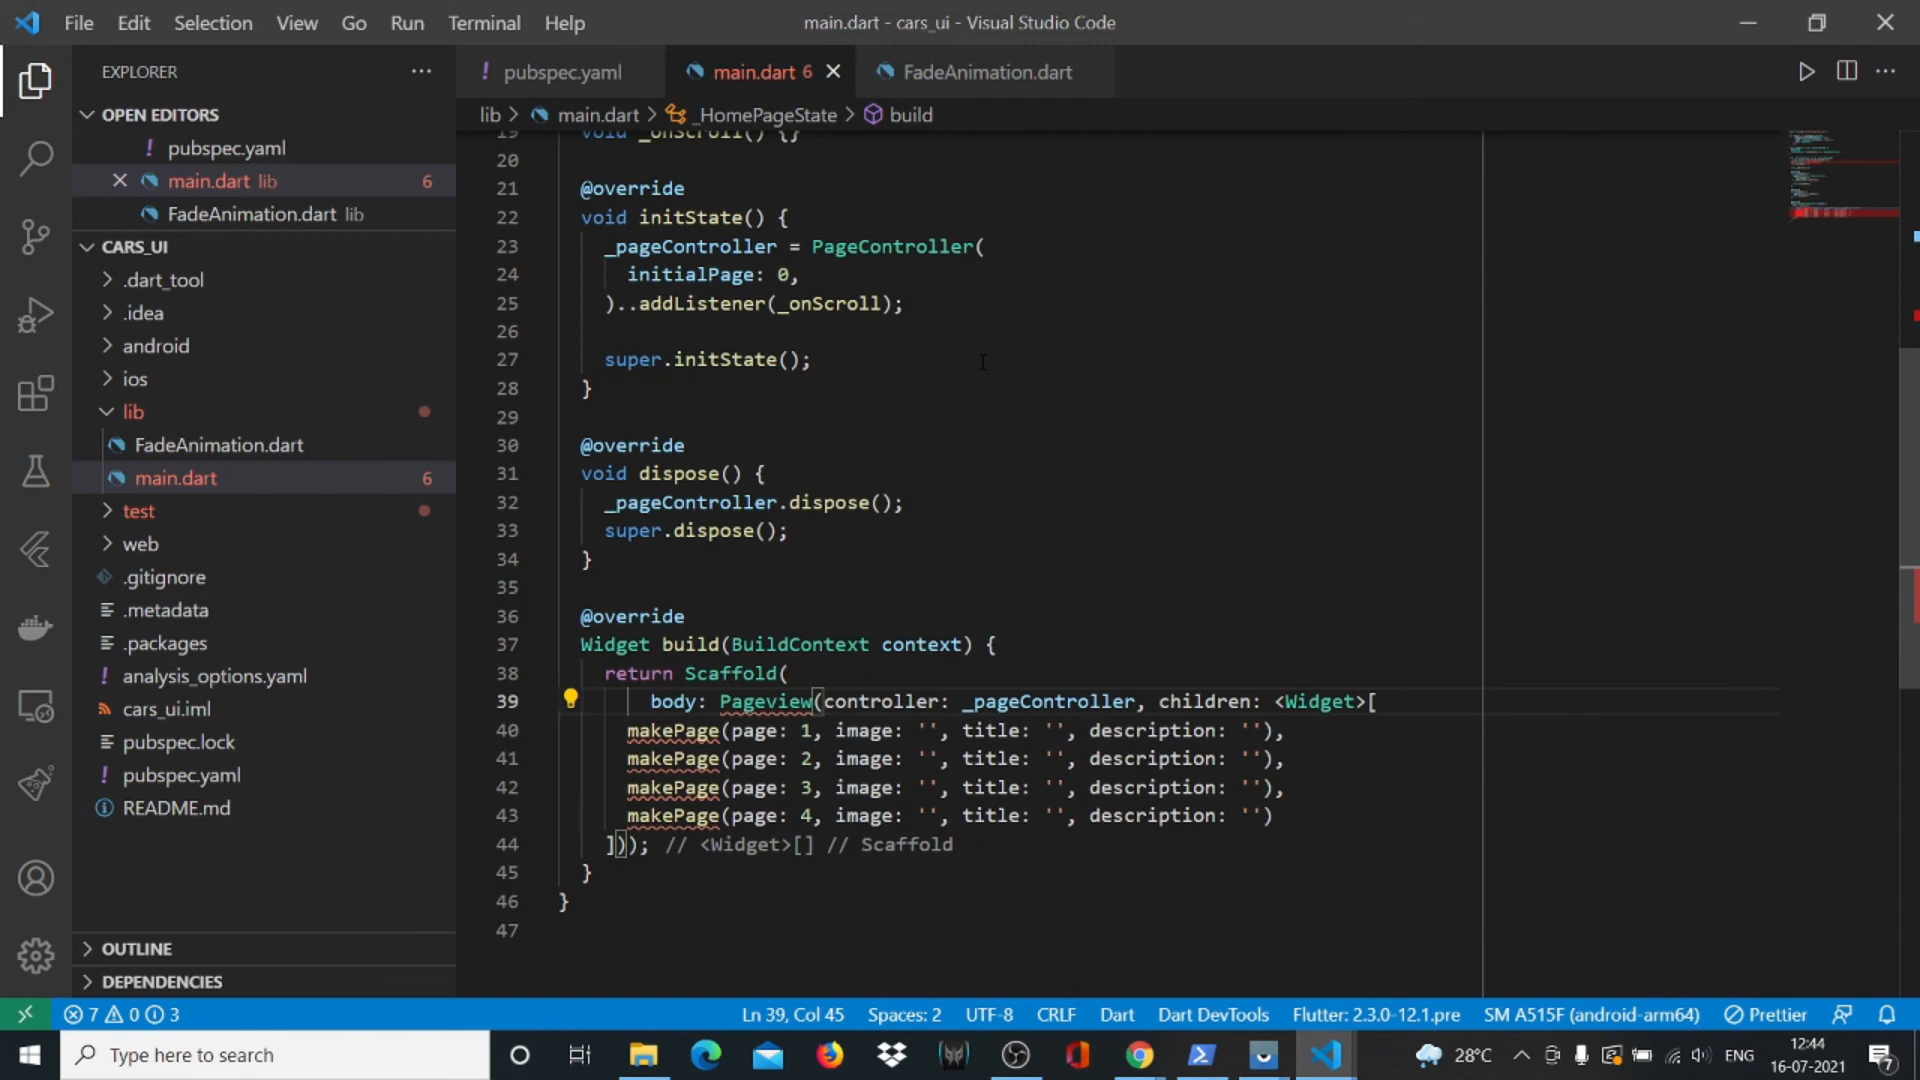 File Edit Selection View Go Run Terminal Help
main.dart - cars_ui - Visual Studio Code
EXPLORER
OPEN EDITORS
! pubspec.yaml
main.dart lib 6
FadeAnimation.dart lib
CARS_UI
.dart_tool
.idea
android
ios
lib
FadeAnimation.dart
main.dart 6
test
web
.gitignore
.metadata
.packages
! analysis_options.yaml
cars_ui.iml
pubspec.lock
! pubspec.yaml
README.md
OUTLINE
DEPENDENCIES
! pubspec.yaml
main.dart 6
FadeAnimation.dart
lib > main.dart > _HomePageState > build
19 void _onScroll() {}
20
21 @override
22 void initState() {
23 _pageController = PageController(
24 initialPage: 0,
25 )..addListener(_onScroll);
26
27 super.initState();
28 }
29
30 @override
31 void dispose() {
32 _pageController.dispose();
33 super.dispose();
34 }
35
36 @override
37 Widget build(BuildContext context) {
38 return Scaffold(
39 body: Pageview(controller: _pageController, children: <Widget>[
40 makePage(page: 1, image: '', title: '', description: ''),
41 makePage(page: 2, image: '', title: '', description: ''),
42 makePage(page: 3, image: '', title: '', description: ''),
43 makePage(page: 4, image: '', title: '', description: '')
44 ])); // <Widget>[] // Scaffold
45 }
46 }
47
7 0 3
Ln 39, Col 45 Spaces: 2 UTF-8 CRLF Dart Dart DevTools Flutter: 2.3.0-12.1.pre SM A515F (android-arm64) Prettier
Type here to search
28°C
ENG
12:44
16-07-2021
7